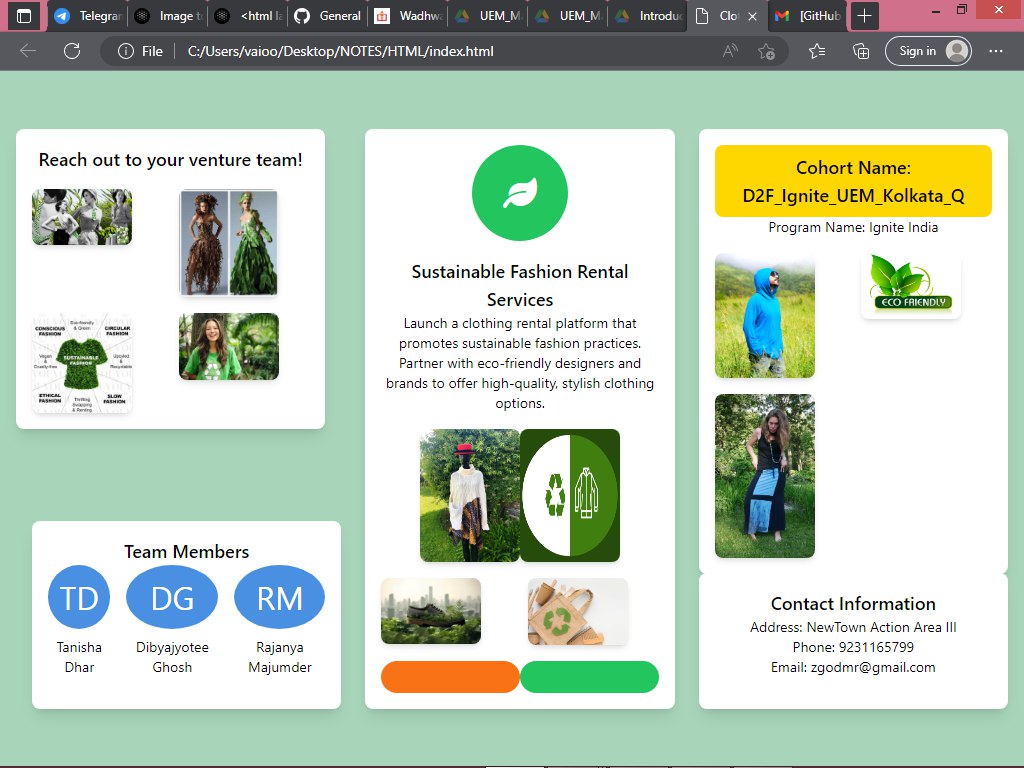 Telegran
Image to
<html la
General
Wadhwa
UEM_M
UEM_M
Introduc
Clot
[GitHub
File
C:/Users/vaioo/Desktop/NOTES/HTML/index.html
Sign in
Reach out to your venture team!
CONSCIOUS
FASHION
Eco-friendly
& Green
CIRCULAR
FASHION
Vegan
&
Cruelty-free
SUSTAINABLE
FASHION
Upcycled
&
Recyclable
ETHICAL
FASHION
Thrifting
Swapping
& Renting
SLOW
FASHION
Team Members
TD
DG
RM
Tanisha
Dhar
Dibyajyotee
Ghosh
Rajanya
Majumder
Sustainable Fashion Rental
Services
Launch a clothing rental platform that
promotes sustainable fashion practices.
Partner with eco-friendly designers and
brands to offer high-quality, stylish clothing
options.
Cohort Name:
D2F_Ignite_UEM_Kolkata_Q
Program Name: Ignite India
ECO FRIENDLY
Contact Information
Address: NewTown Action Area III
Phone: 9231165799
Email: zgodmr@gmail.com